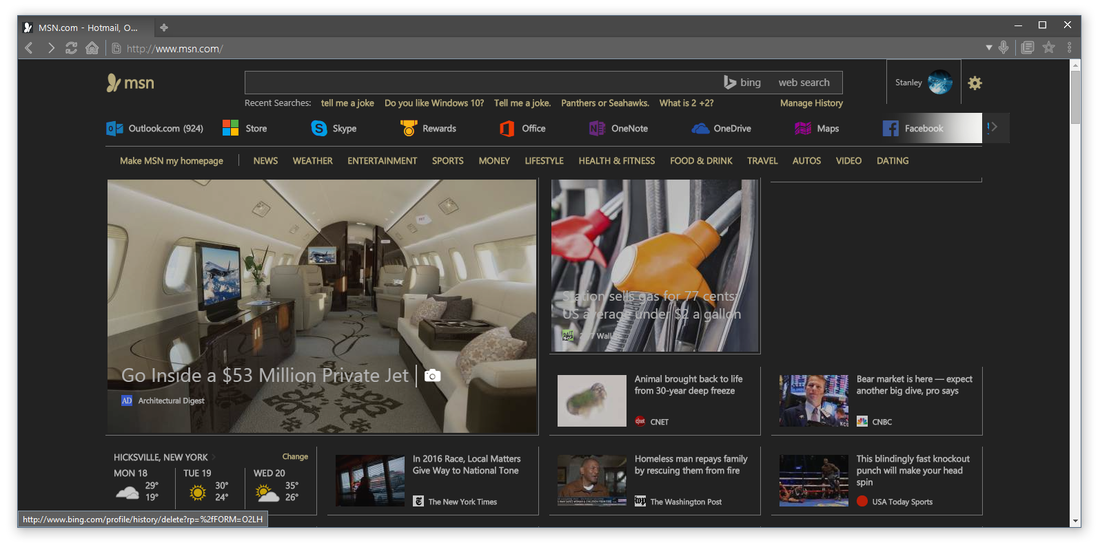 MSN.com - Hotmail, O...
http://www.msn.com/
msn
bing
web search
Stanley
Recent Searches: tell me a joke Do you like Windows 10? Tell me a joke. Panthers or Seahawks. What is 2 +2? Manage History
Outlook.com (924) Store Skype Rewards Office OneNote OneDrive Maps Facebook
Make MSN my homepage NEWS WEATHER ENTERTAINMENT SPORTS MONEY LIFESTYLE HEALTH & FITNESS FOOD & DRINK TRAVEL AUTOS VIDEO DATING
Go Inside a $53 Million Private Jet
AD Architectural Digest
Station sells gas for 77 cents;
US average under $2 a gallon
Animal brought back to life
from 30-year deep freeze
CNET
Bear market is here — expect
another big dive, pro says
CNBC
HICKSVILLE, NEW YORK Change
MON 18 TUE 19 WED 20
29° 30° 35°
19° 24° 26°
In 2016 Race, Local Matters
Give Way to National Tone
The New York Times
Homeless man repays family
by rescuing them from fire
The Washington Post
This blindingly fast knockout
punch will make your head
spin
USA Today Sports
http://www.bing.com/profile/history/delete?rp=%2fFORM=O2LH